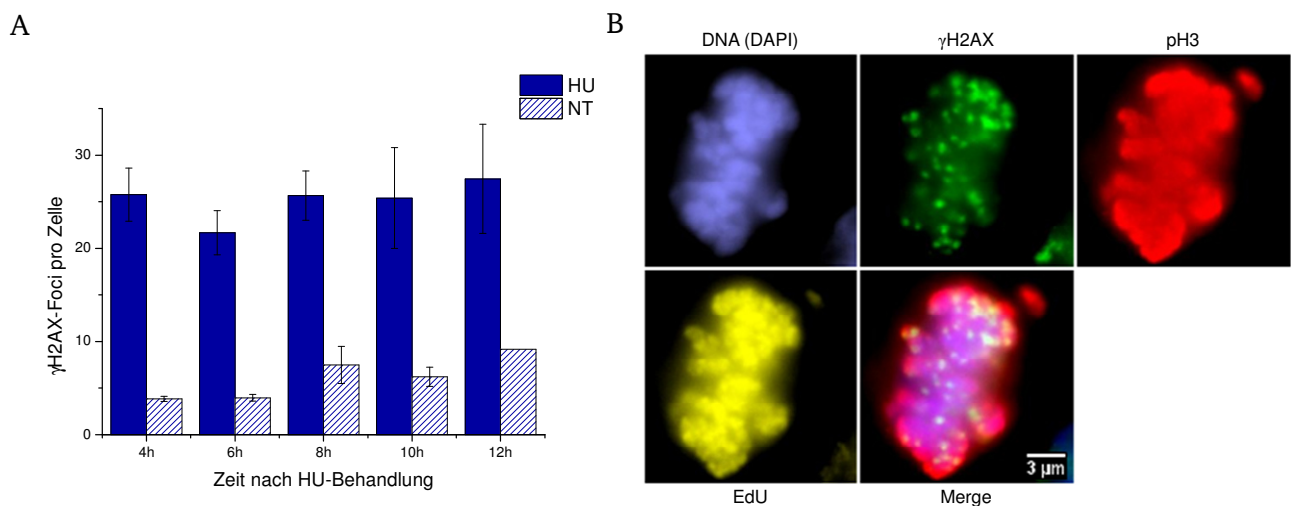 A
HU
NT
γH2AX-Foci pro Zelle
30
20
10
0
4h
6h
8h
10h
12h
Zeit nach HU-Behandlung
B
DNA (DAPI)
γH2AX
pH3
3 µm
EdU
Merge